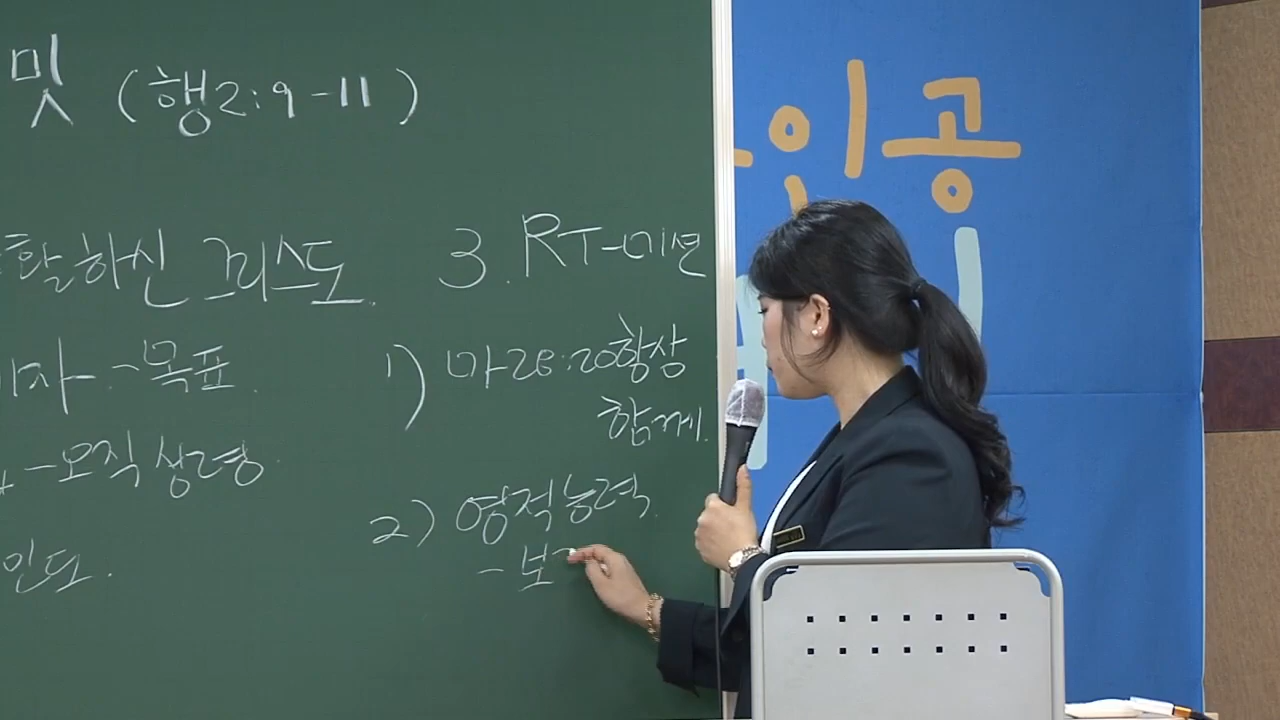 밋 (행2:9-11)
활하신 그리스도.
자--목표.
-오직 성령.
인도.
3. RT-미션
1) 마28:20항상
함께.
2) 영적능력.
- 보
인공